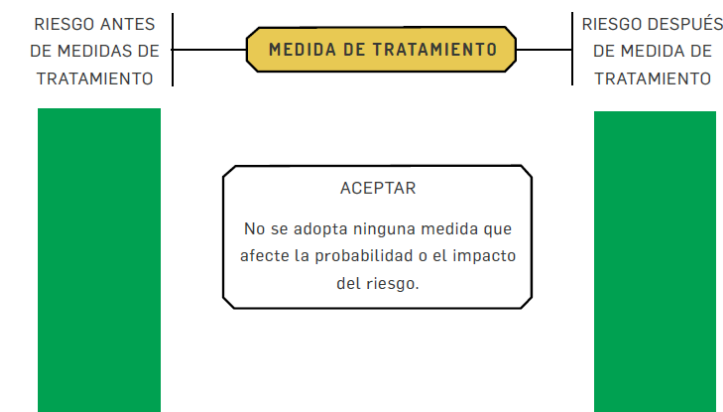 RIESGO ANTES
DE MEDIDAS DE
TRATAMIENTO
MEDIDA DE TRATAMIENTO
RIESGO DESPUÉS
DE MEDIDA DE
TRATAMIENTO
ACEPTAR
No se adopta ninguna medida que
afecte la probabilidad o el impacto
del riesgo.